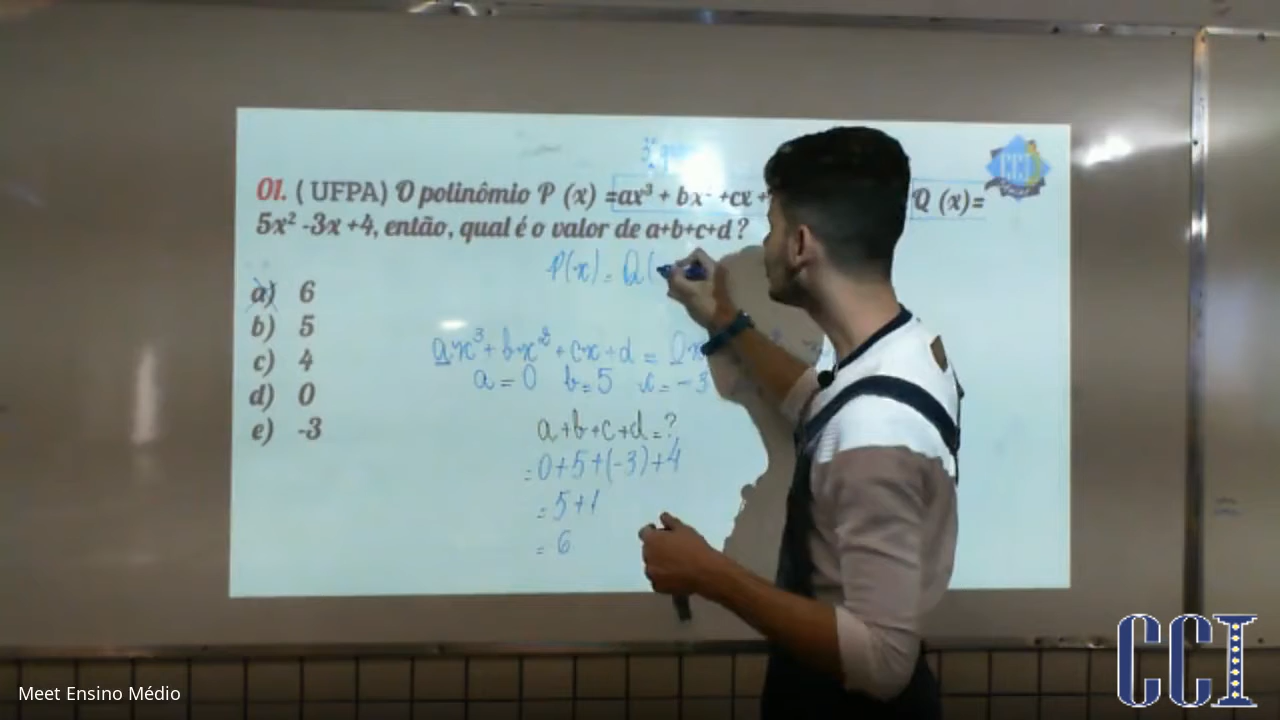 01. ( UFPA) O polinômio P (x) =ax³ + bx² +cx + Q (x)=
5x² -3x +4, então, qual é o valor de a+b+c+d ?
a) 6
b) 5
c) 4
d) 0
e) -3
P(x) = Q(
ax³ + bx² + cx + d = 0x
a = 0 b = 5 c = -3
a+b+c+d = ?
= 0+5+(-3)+4
= 5+1
= 6
CCI
CCI
Meet Ensino Médio